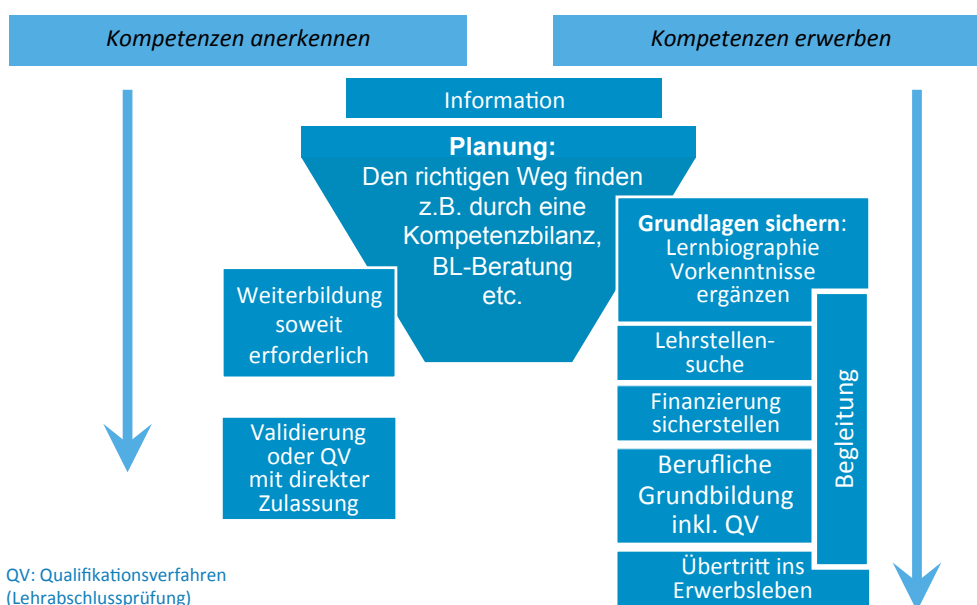 Kompetenzen anerkennen
Kompetenzen erwerben
Information
Planung:
Den richtigen Weg finden
z.B. durch eine
Kompetenzbilanz,
BL-Beratung
etc.
Weiterbildung
soweit
erforderlich
Validierung
oder QV
mit direkter
Zulassung
Grundlagen sichern:
Lernbiographie
Vorkenntnisse
ergänzen
Lehrstellen-
suche
Finanzierung
sicherstellen
Berufliche
Grundbildung
inkl. QV
Übertritt ins
Erwerbsleben
Begleitung
QV: Qualifikationsverfahren
(Lehrabschlussprüfung)